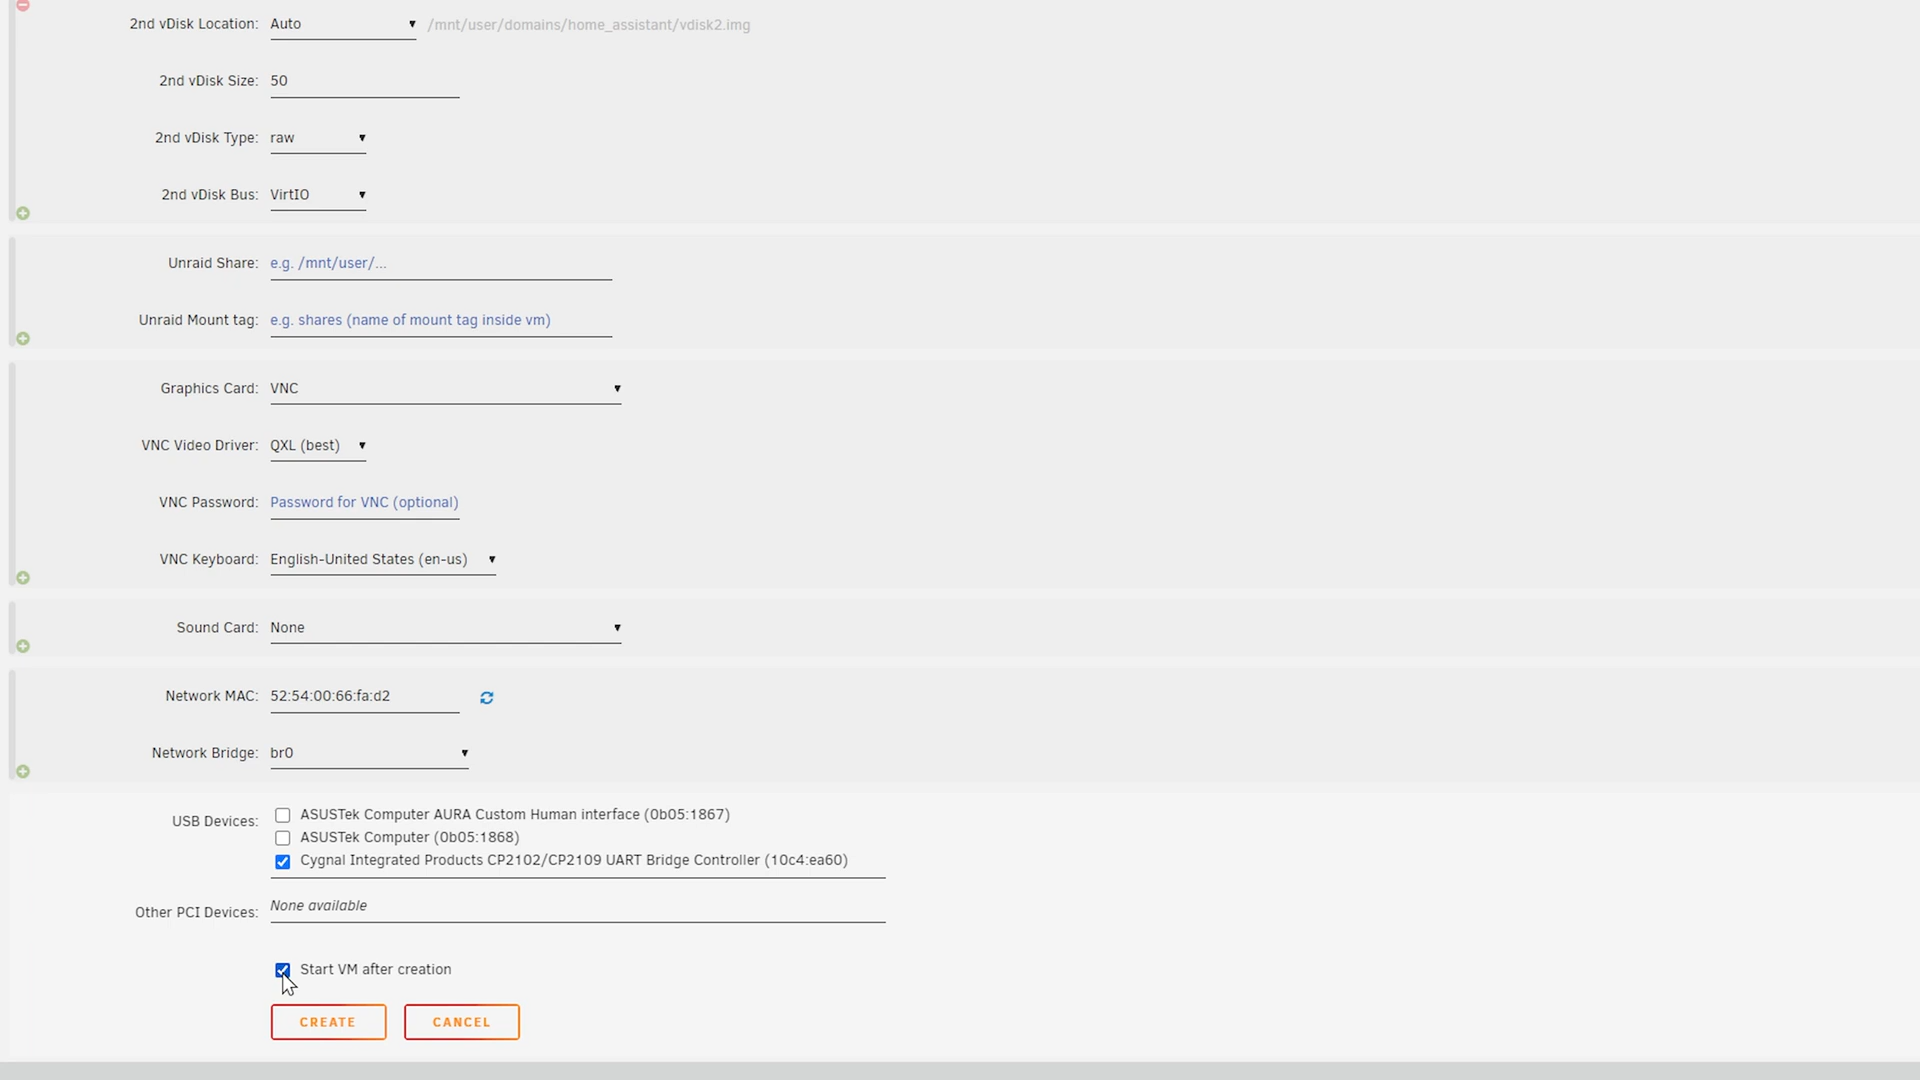 2nd vDisk Location: Auto /mnt/user/domains/home_assistant/vdisk2.img
2nd vDisk Size: 50
2nd vDisk Type: raw
2nd vDisk Bus: VirtIO
Unraid Share: e.g. /mnt/user/...
Unraid Mount tag: e.g. shares (name of mount tag inside vm)
Graphics Card: VNC
VNC Video Driver: QXL (best)
VNC Password: Password for VNC (optional)
VNC Keyboard: English-United States (en-us)
Sound Card: None
Network MAC: 52:54:00:66:fa:d2
Network Bridge: br0
USB Devices: ASUSTek Computer AURA Custom Human interface (0b05:1867)
ASUSTek Computer (0b05:1868)
Cygnal Integrated Products CP2102/CP2109 UART Bridge Controller (10c4:ea60)
Other PCI Devices: None available
Start VM after creation
CREATE CANCEL